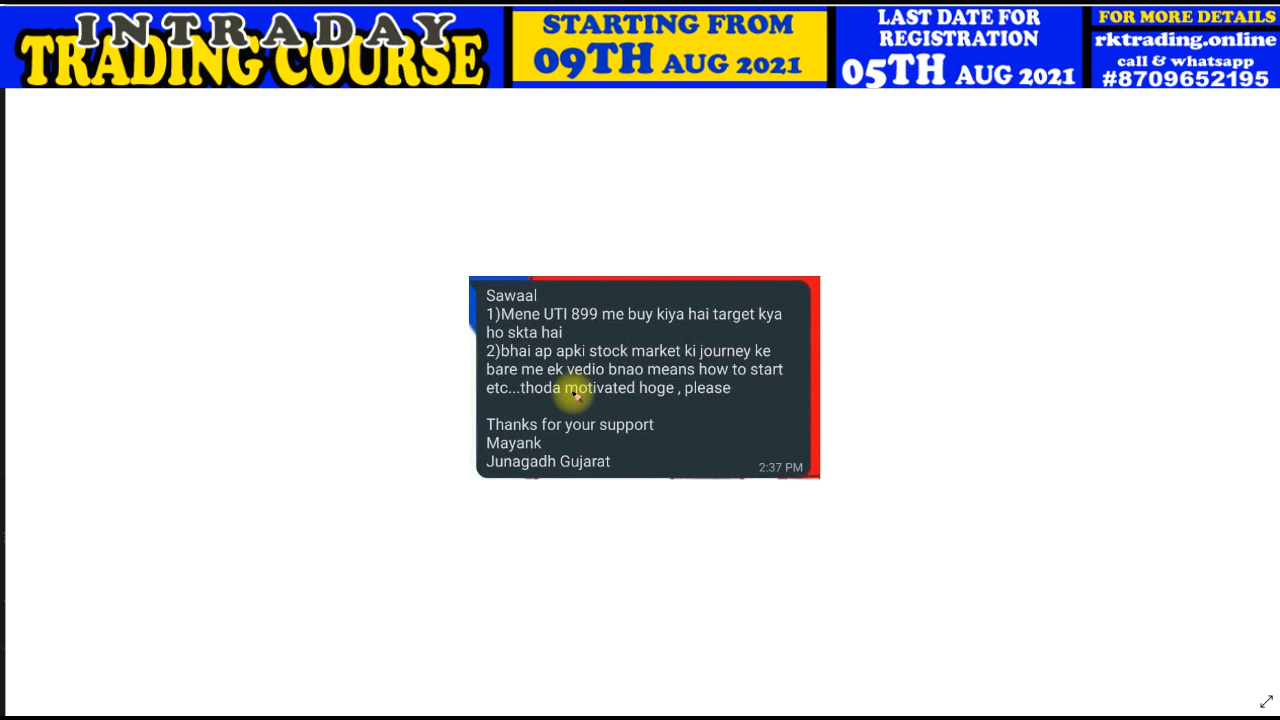 INTRADAY
TRADING COURSE
STARTING FROM
09TH AUG 2021
LAST DATE FOR
REGISTRATION
05TH AUG 2021
FOR MORE DETAILS
rktrading.online
call & whatsapp
#8709652195
Sawaal
1)Mene UTI 899 me buy kiya hai target kya
ho skta hai
2)bhai ap apki stock market ki journey ke
bare me ek vedio bnao means how to start
etc...thoda motivated hoge , please
Thanks for your support
Mayank
Junagadh Gujarat
2:37 PM